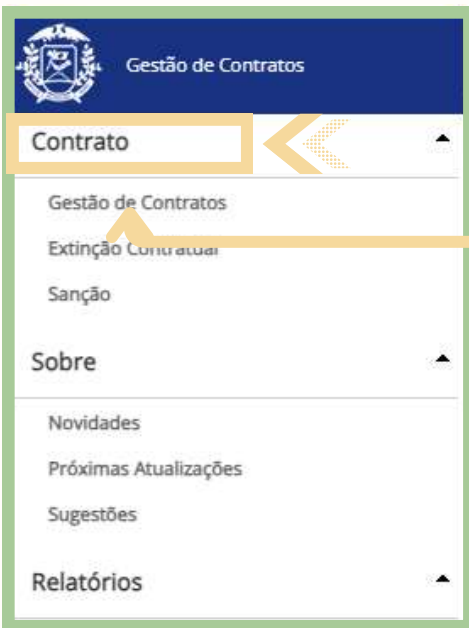 Gestão de Contratos
Contrato
Gestão de Contratos
Extinção Contratual
Sanção
Sobre
Novidades
Próximas Atualizações
Sugestões
Relatórios